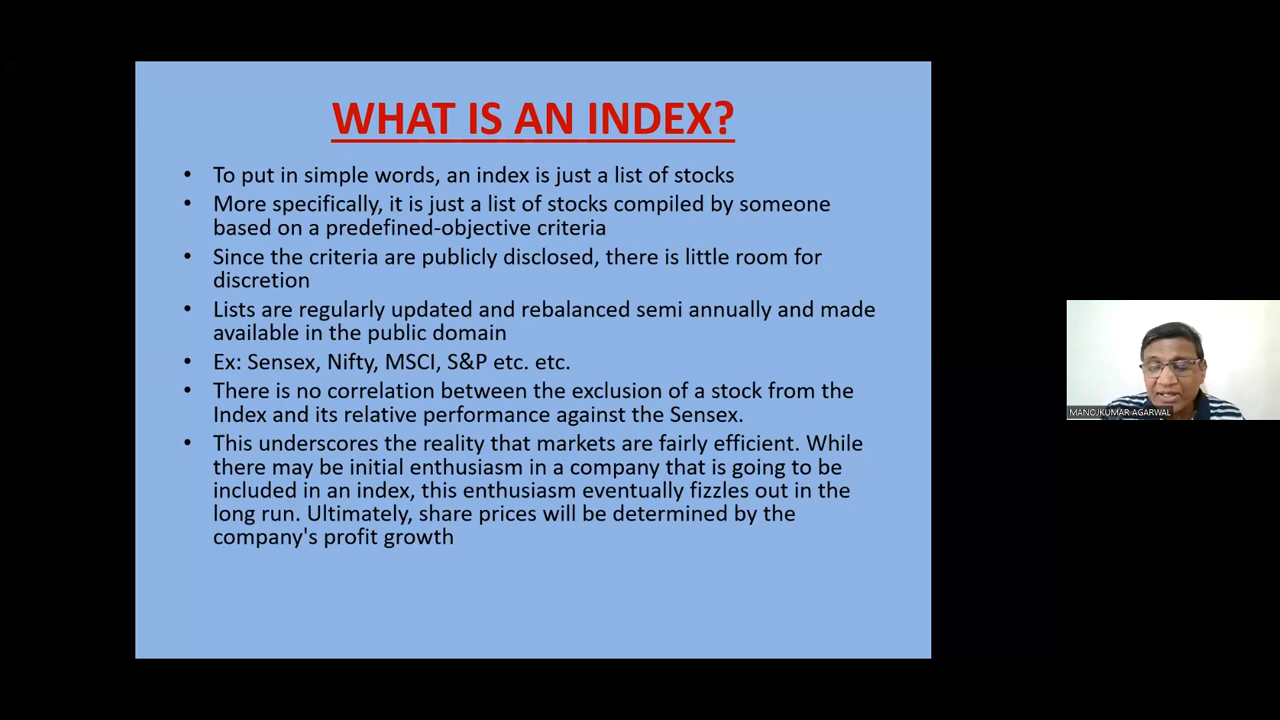 WHAT IS AN INDEX?
• To put in simple words, an index is just a list of stocks
• More specifically, it is just a list of stocks compiled by someone
based on a predefined-objective criteria
• Since the criteria are publicly disclosed, there is little room for
discretion
• Lists are regularly updated and rebalanced semi annually and made
available in the public domain
• Ex: Sensex, Nifty, MSCI, S&P etc. etc.
• There is no correlation between the exclusion of a stock from the
Index and its relative performance against the Sensex.
• This underscores the reality that markets are fairly efficient. While
there may be initial enthusiasm in a company that is going to be
included in an index, this enthusiasm eventually fizzles out in the
long run. Ultimately, share prices will be determined by the
company's profit growth
MANOJKUMAR AGARWAL